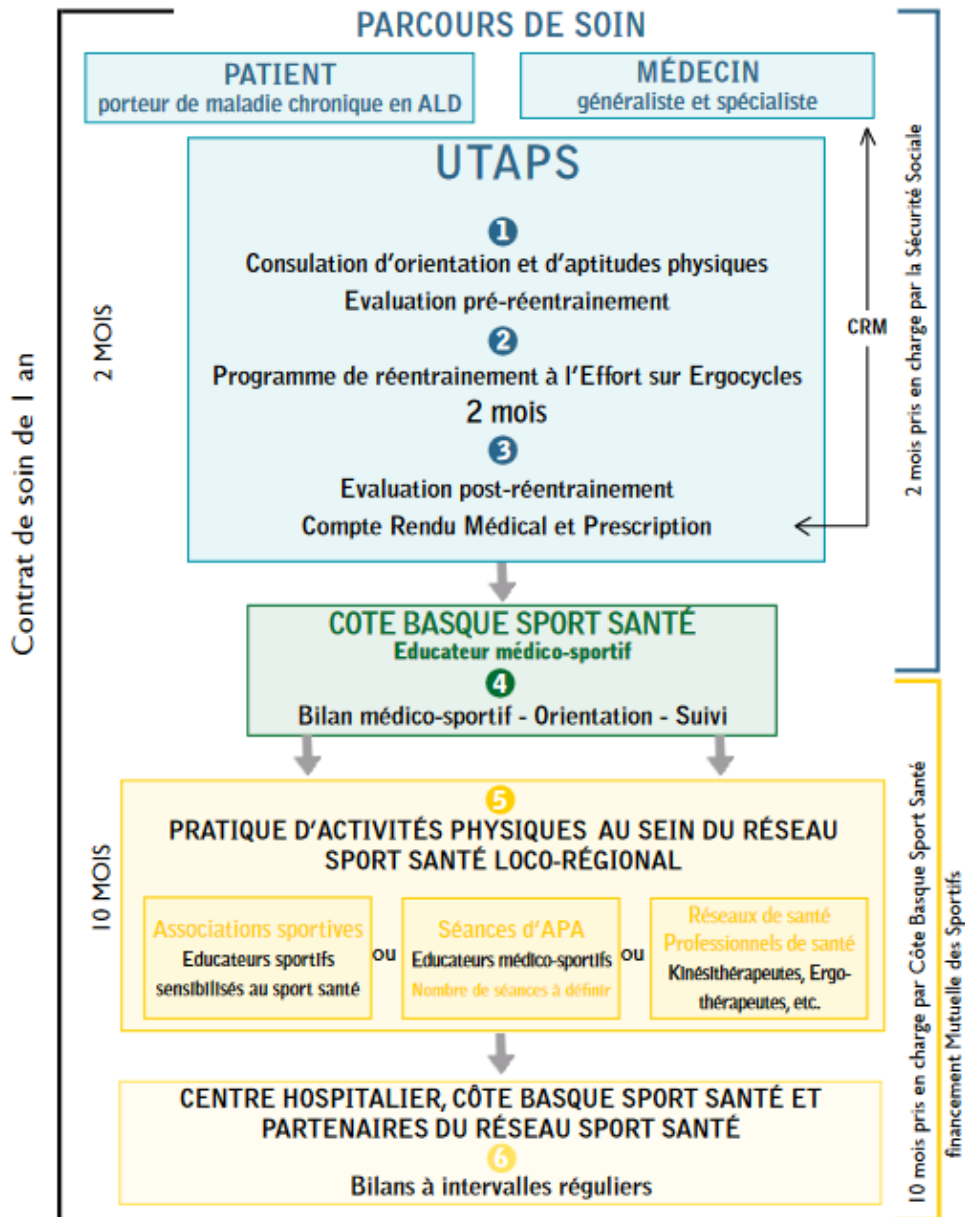 PARCOURS DE SOIN
PATIENT
porteur de maladie chronique en ALD
MÉDECIN
généraliste et spécialiste
UTAPS
1
Consulation d'orientation et d'aptitudes physiques
Evaluation pré-réentrainement
2
Programme de réentrainement à l'Effort sur Ergocycles
2 mois
3
Evaluation post-réentrainement
Compte Rendu Médical et Prescription
CRM
COTE BASQUE SPORT SANTÉ
Educateur médico-sportif
4
Bilan médico-sportif - Orientation - Suivi
5
PRATIQUE D'ACTIVITÉS PHYSIQUES AU SEIN DU RÉSEAU
SPORT SANTÉ LOCO-RÉGIONAL
Associations sportives
Educateurs sportifs
sensibilisés au sport santé
ou
Séances d'APA
Educateurs médico-sportifs
Nombre de séances à définir
ou
Réseaux de santé
Professionnels de santé
Kinésithérapeutes, Ergo-
thérapeutes, etc.
CENTRE HOSPITALIER, CÔTE BASQUE SPORT SANTÉ ET
PARTENAIRES DU RÉSEAU SPORT SANTÉ
6
Bilans à intervalles réguliers
Contrat de soin de 1 an
2 MOIS
10 MOIS
2 mois pris en charge par la Sécurité Sociale
10 mois pris en charge par Côte Basque Sport Santé
financement Mutuelle des Sportifs